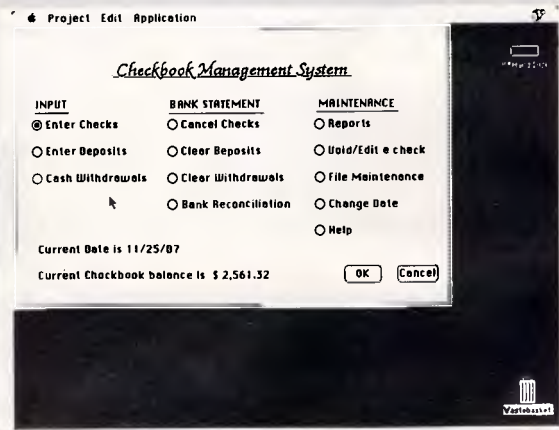 Project Edit Application
Checkbook Management System
INPUT BANK STATEMENT MAINTENANCE
Enter Checks Cancel Checks Reports
Enter Deposits Clear Deposits Void/Edit a check
Cash Withdrawals Clear Withdrawals File Maintenance
Bank Reconciliation Change Date
Help
Current Date is 11/25/87
Current Checkbook balance is $ 2,561.32 OK Cancel
Wastebasket